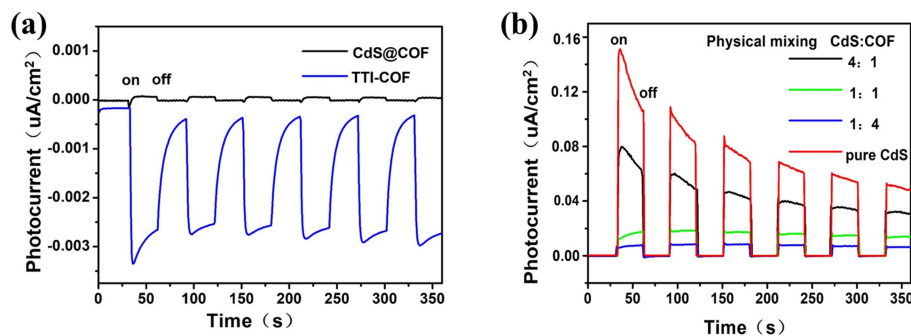 (a)
0.001
0.000
-0.001
-0.002
-0.003
Photocurrent（uA/cm²）
on off
CdS@COF
TTI-COF
0 50 100 150 200 250 300 350
Time（s）
(b)
0.16
0.12
0.08
0.04
0.00
Photocurrent（uA/cm²）
on
off
Physical mixing CdS:COF
4：1
1：1
1：4
pure CdS
0 50 100 150 200 250 300 350
Time（s）